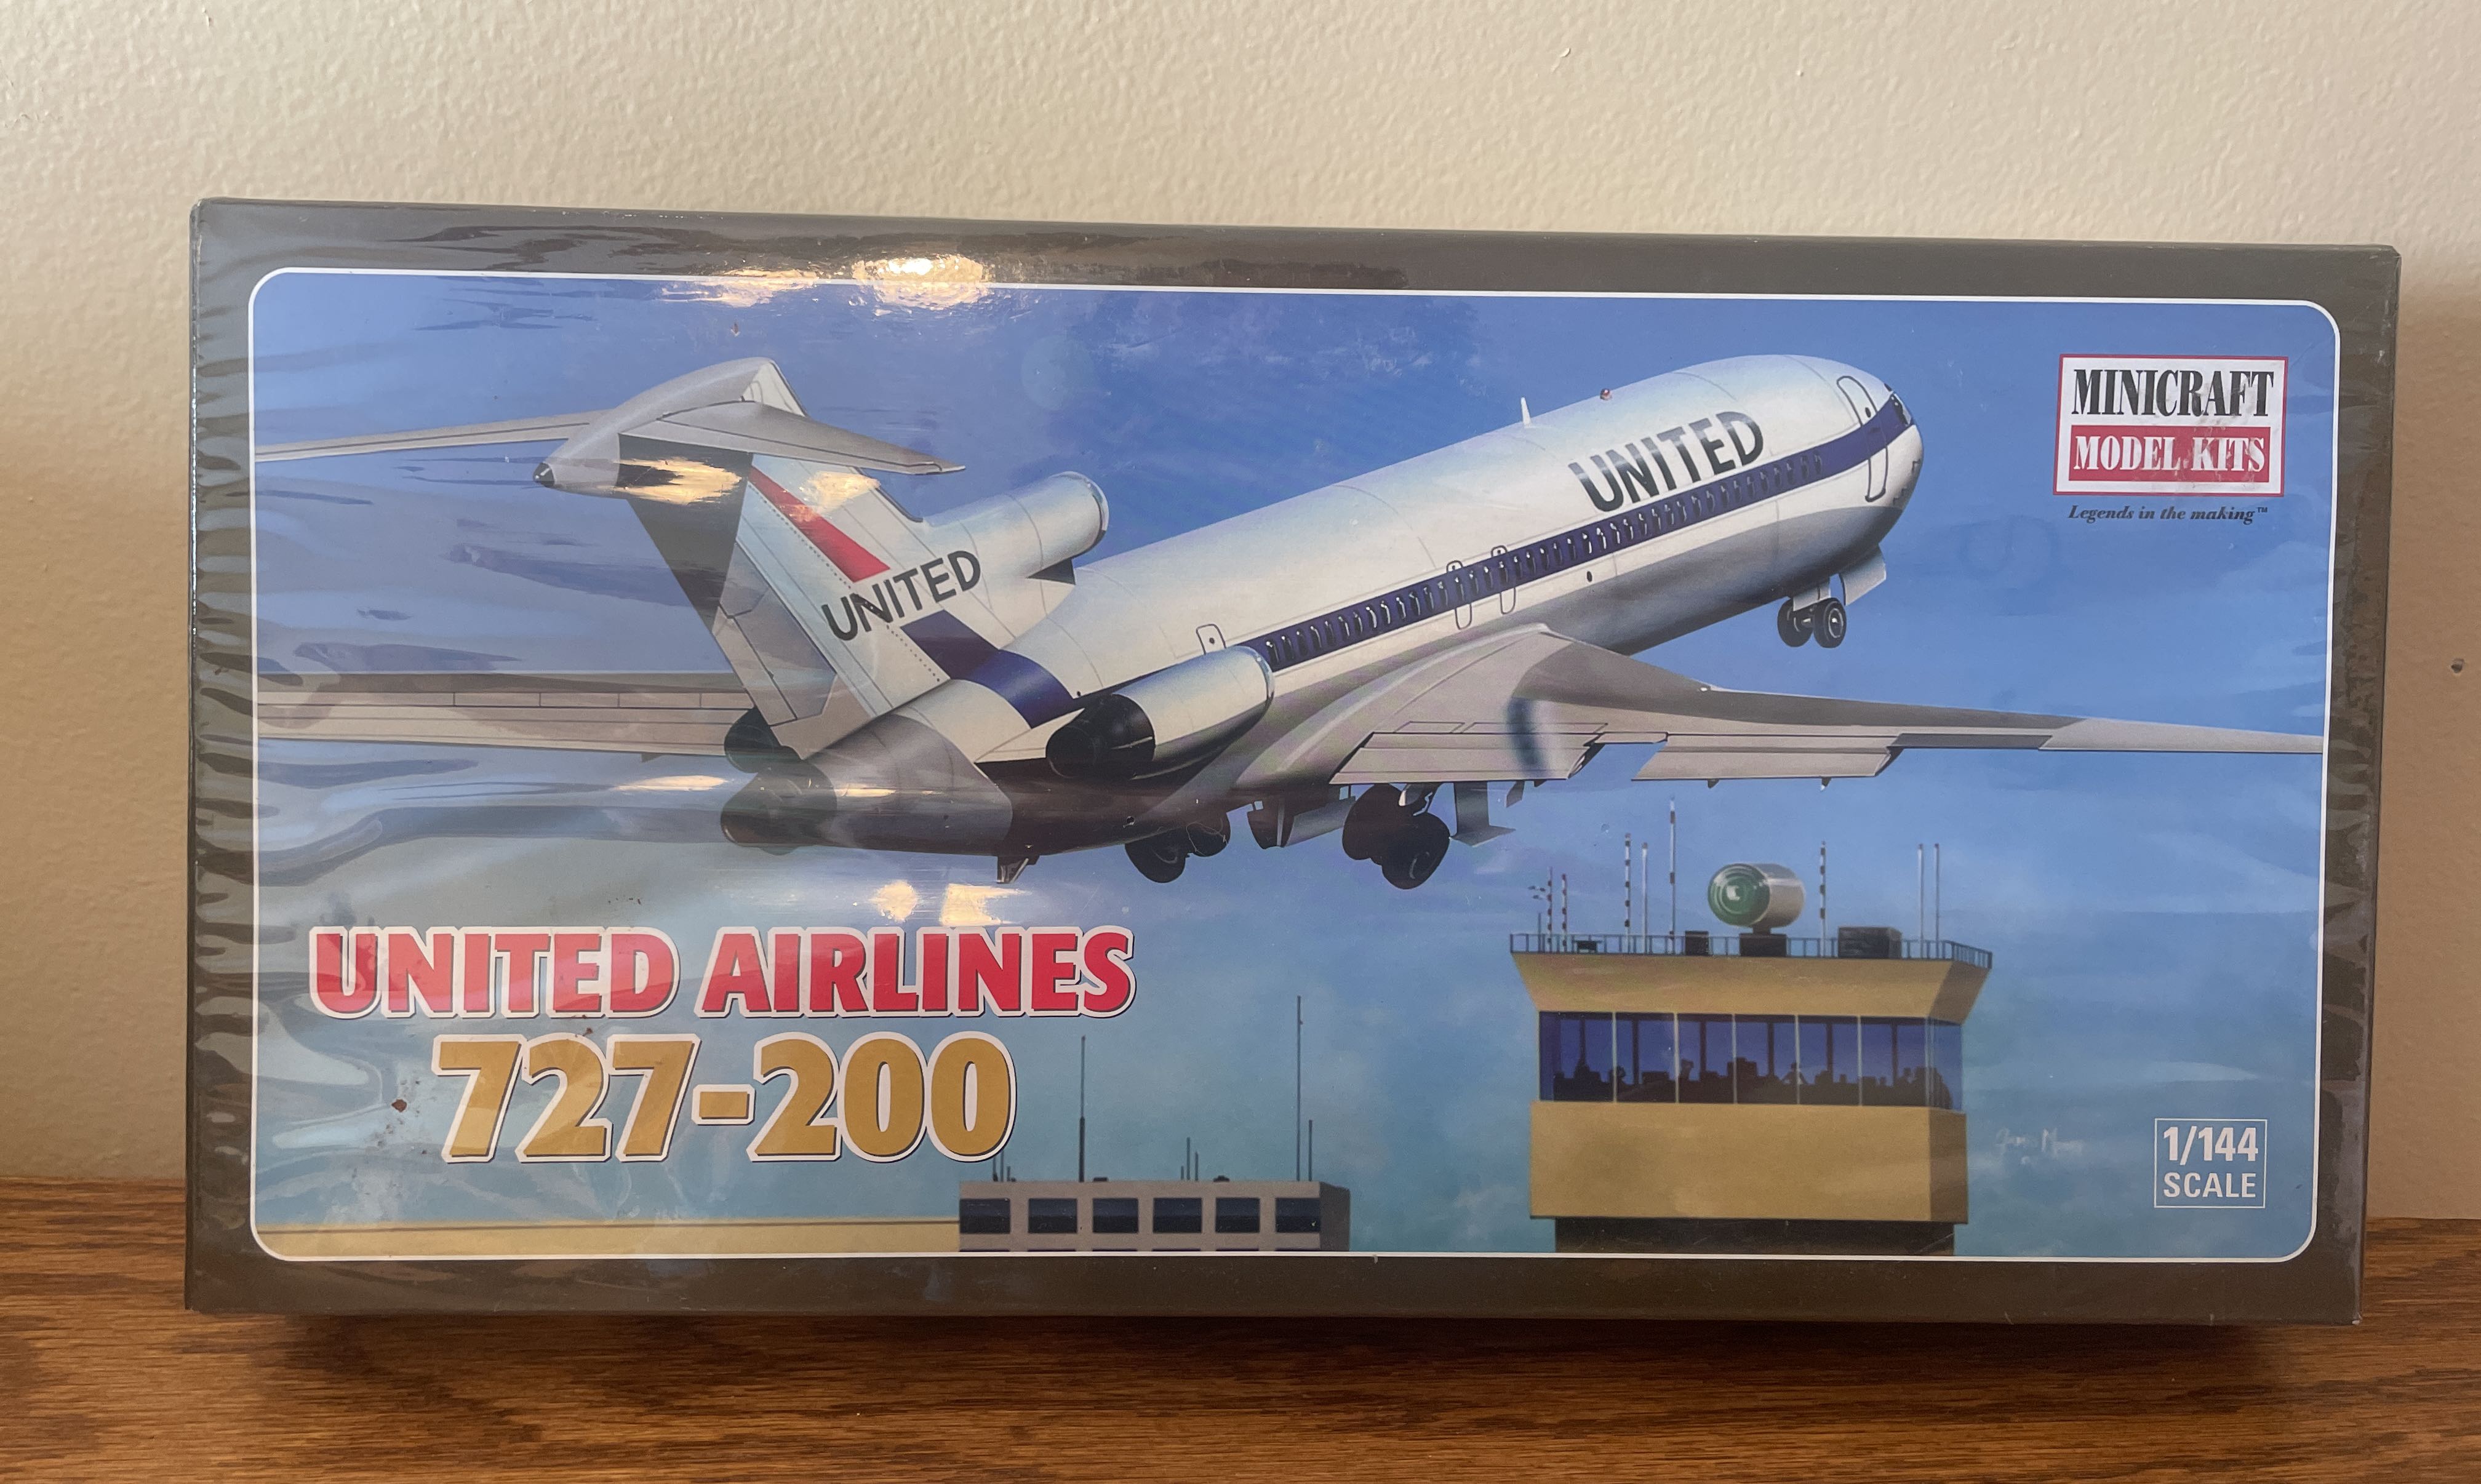 MINICRAFT
MODEL KITS
Legends in the making™
UNITED
UNITED
UNITED AIRLINES
727-200
1/144
SCALE